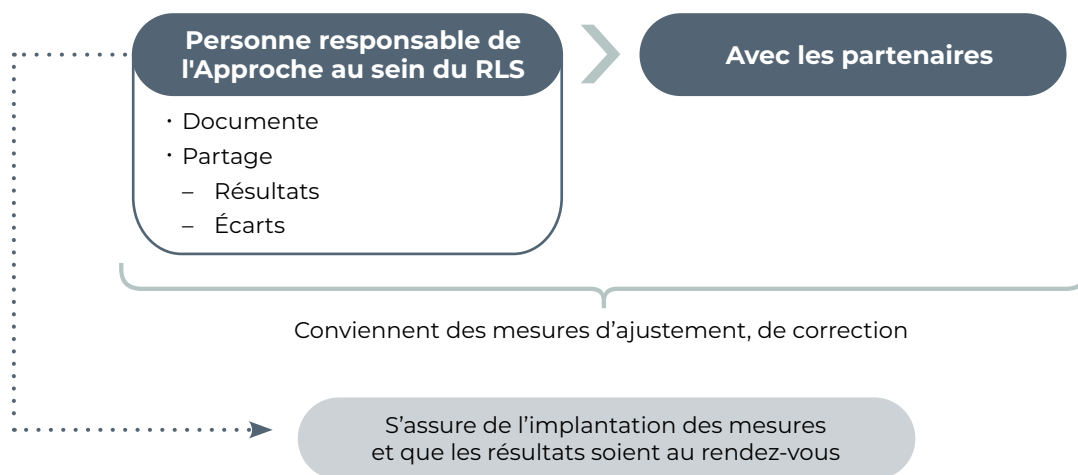 Personne responsable de
l'Approche au sein du RLS
Avec les partenaires
· Documente
· Partage
– Résultats
– Écarts
Conviennent des mesures d’ajustement, de correction
S’assure de l’implantation des mesures
et que les résultats soient au rendez-vous